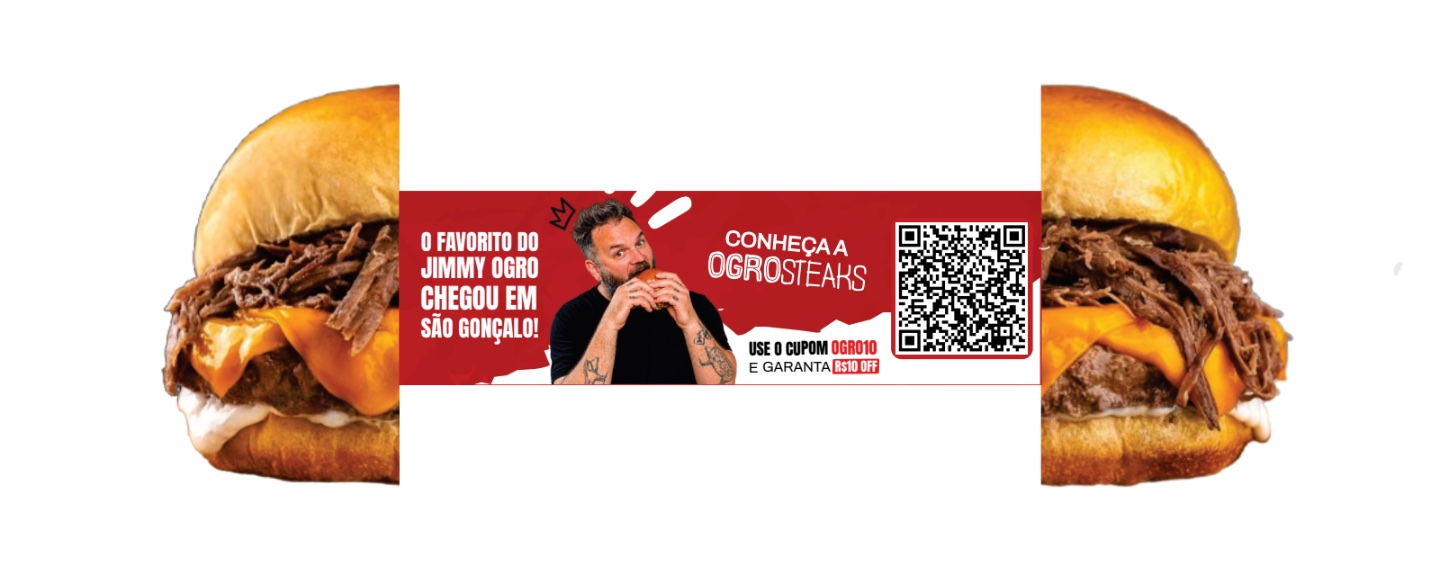 O FAVORITO DO
JIMMY OGRO
CHEGOU EM
SÃO GONÇALO!
CONHEÇA A
OGROSTEAKS
USE O CUPOM OGRO10
E GARANTA R$10 OFF